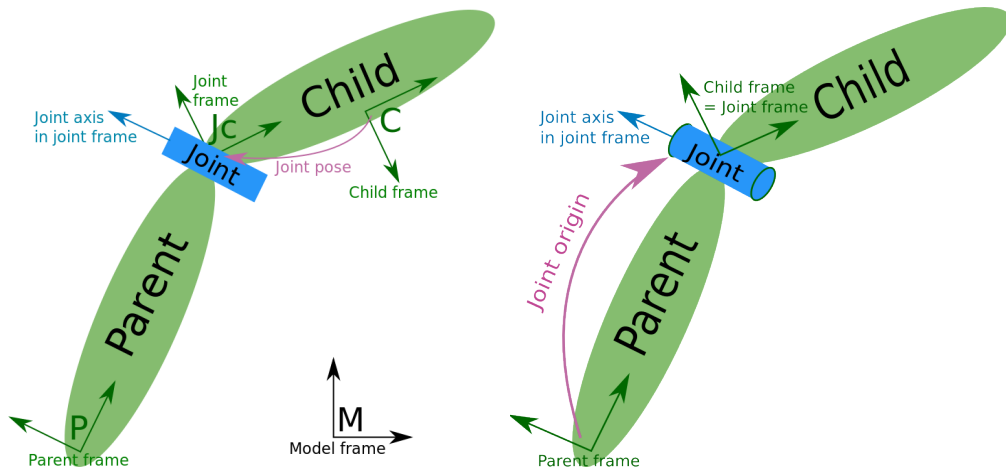 Joint
frame
Child
Joint axis
in joint frame
Jc
C
Joint
Joint pose
Child frame
Parent
P
Parent frame
M
Model frame
Child frame
= Joint frame
Child
Joint axis
in joint frame
Joint
Joint origin
Parent
Parent frame